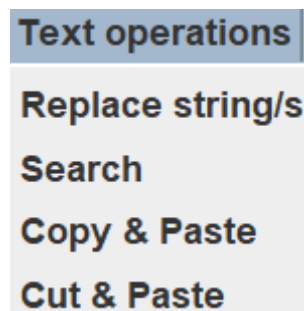 Text operations
Replace string/s
Search
Copy & Paste
Cut & Paste